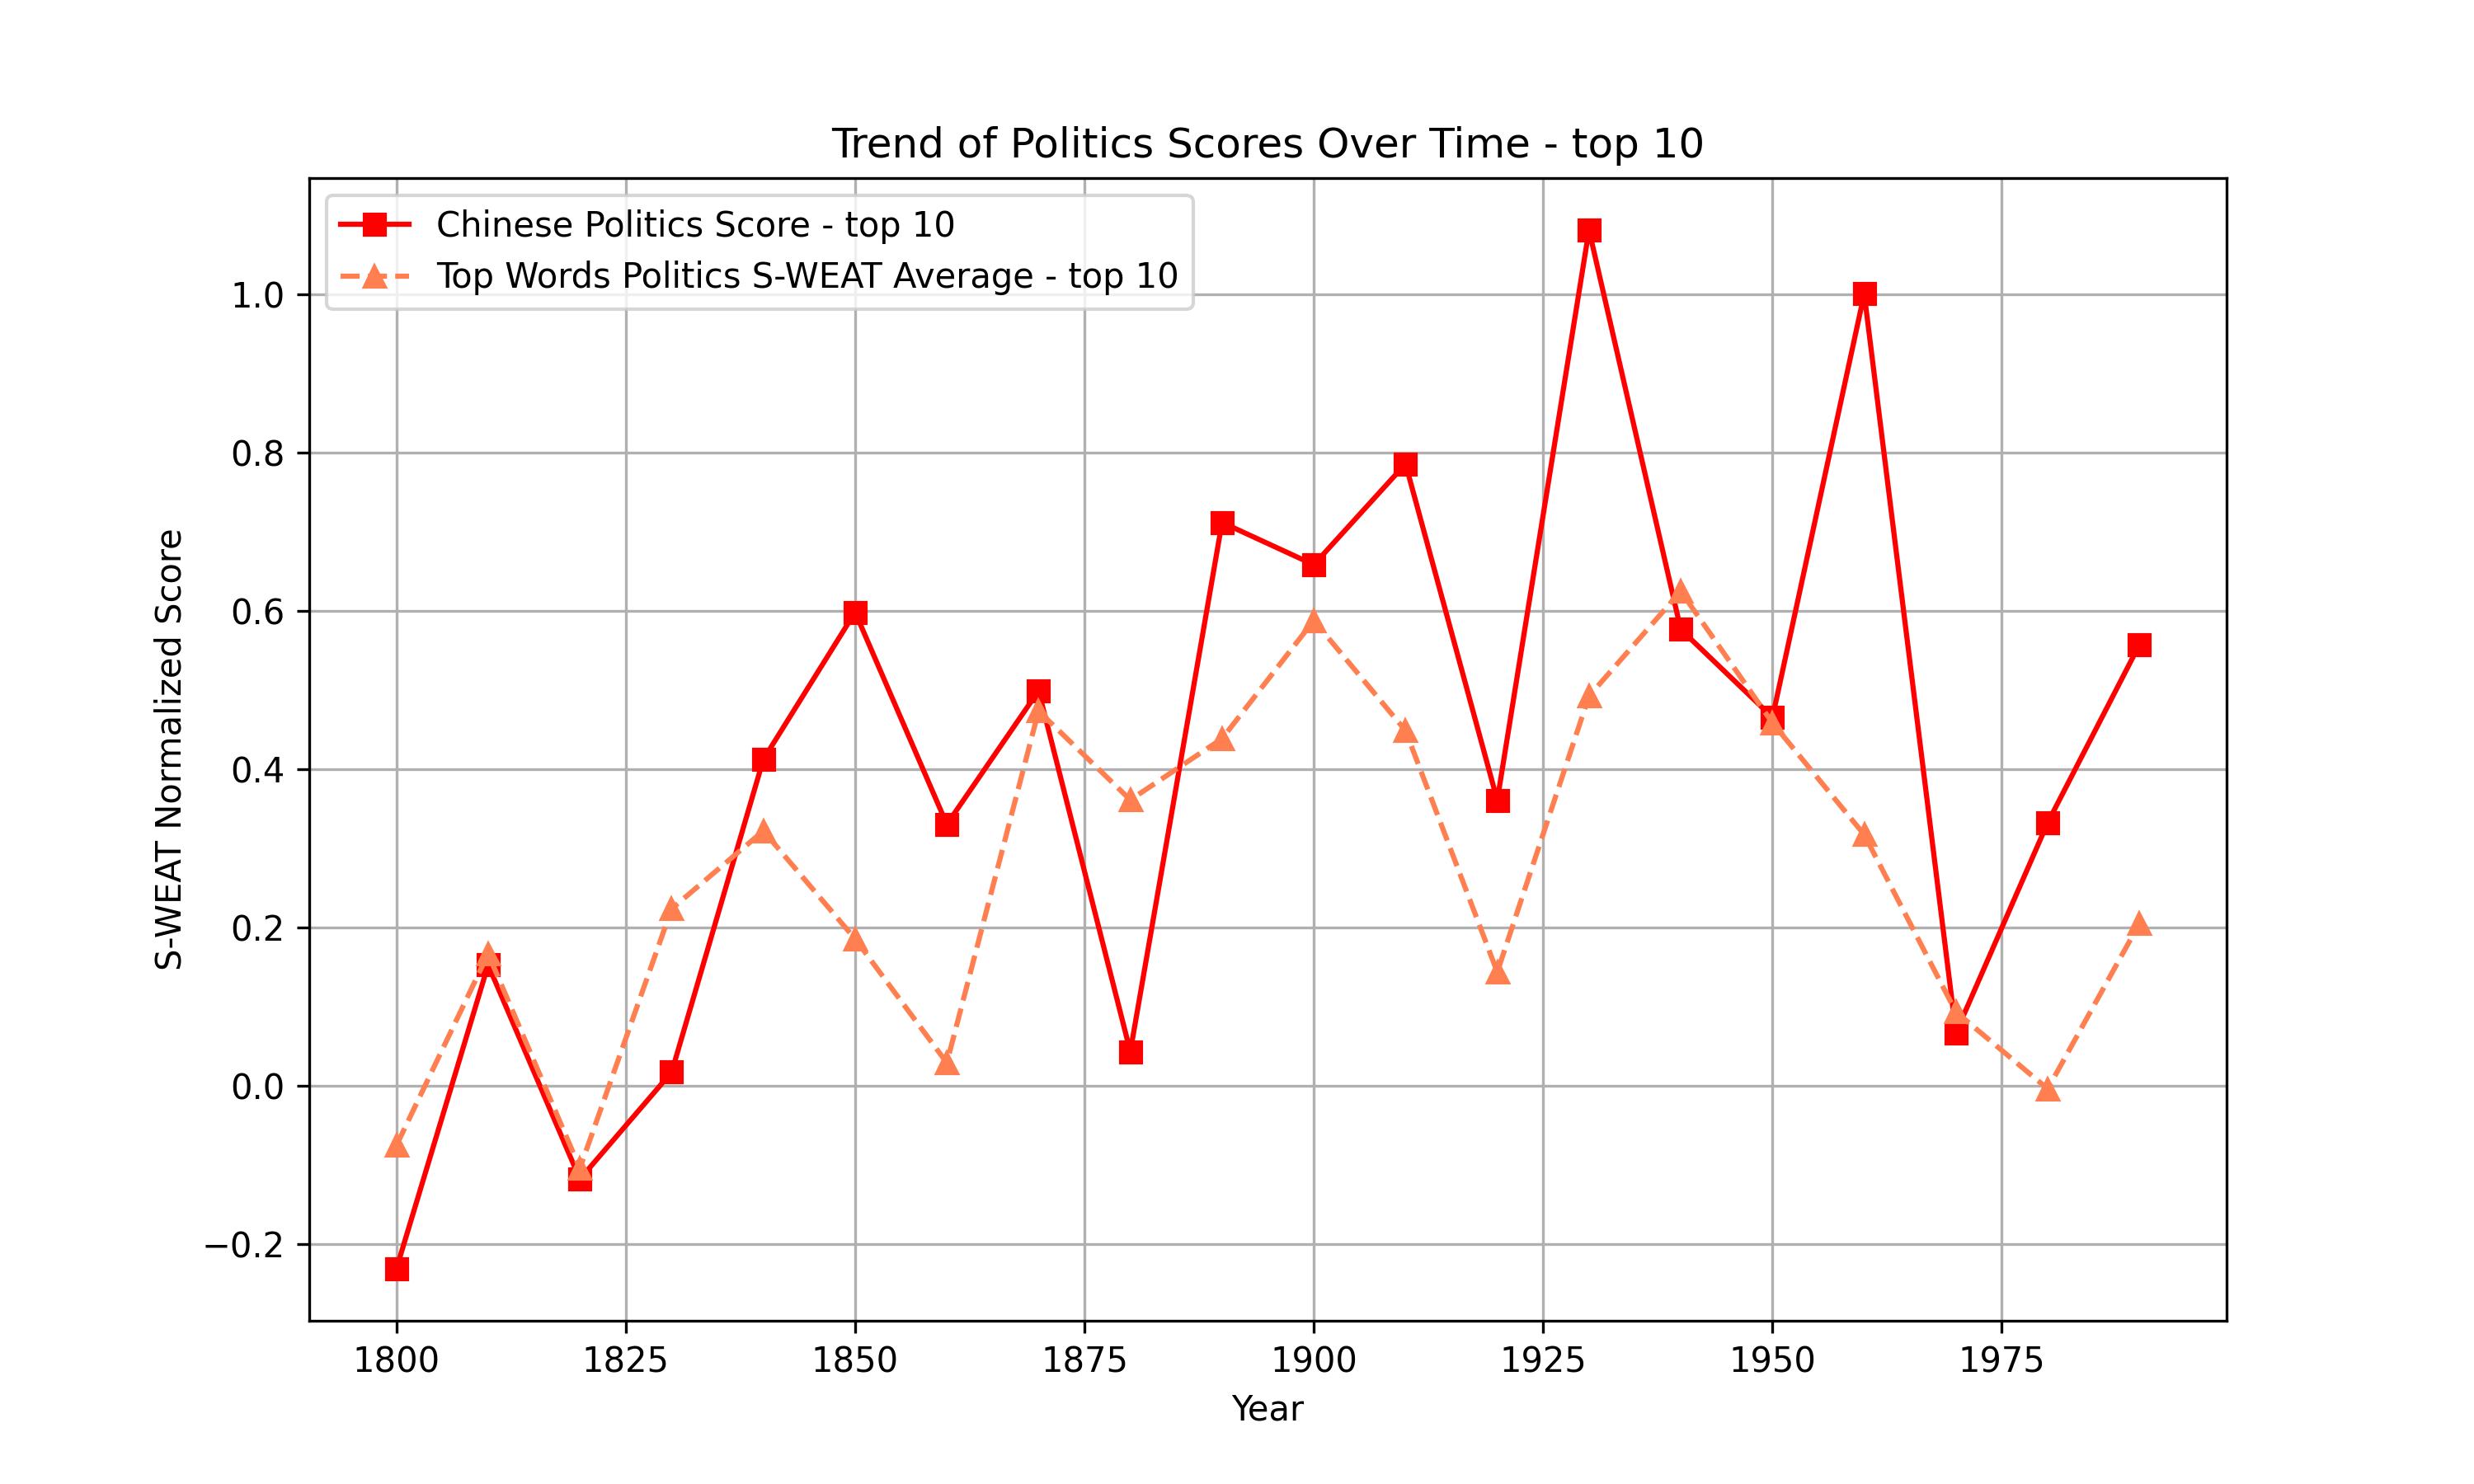 Trend of Politics Scores Over Time - top 10
Chinese Politics Score - top 10
Top Words Politics S-WEAT Average - top 10
S-WEAT Normalized Score
1.0
0.8
0.6
0.4
0.2
0.0
−0.2
1800 1825 1850 1875 1900 1925 1950 1975
Year